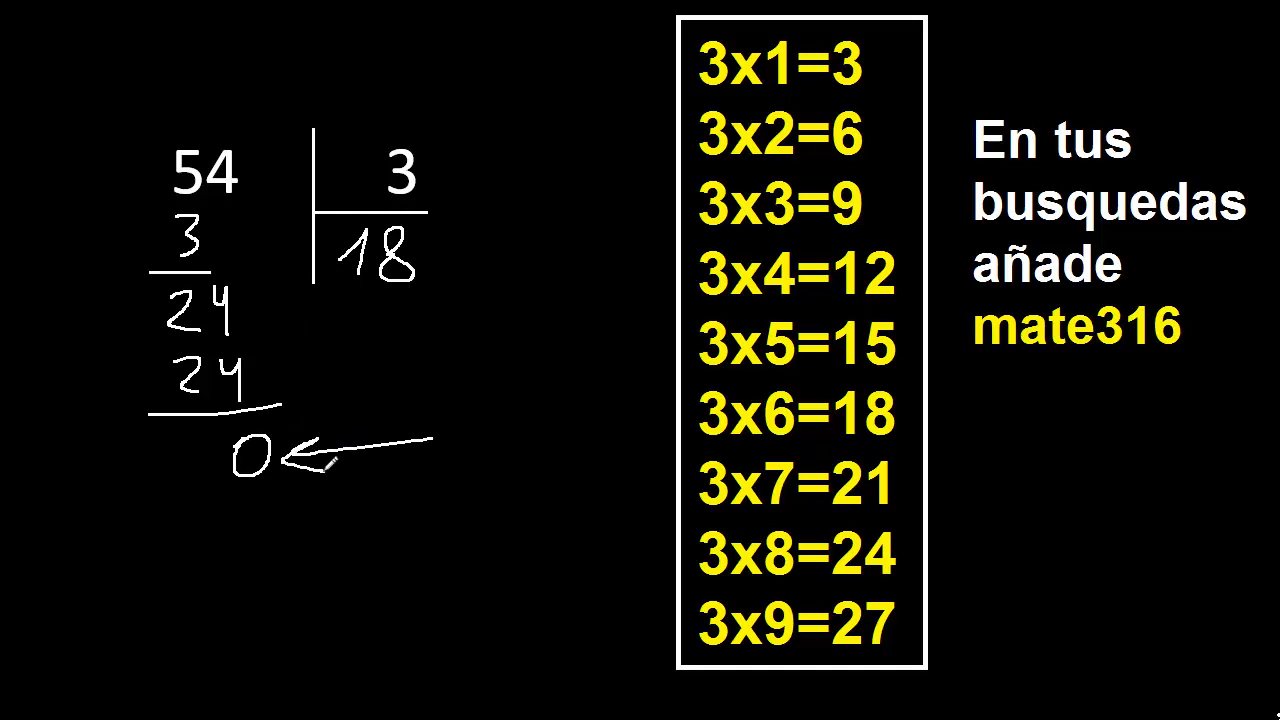 54 3
3 18
24
24
0
3x1=3
3x2=6
3x3=9
3x4=12
3x5=15
3x6=18
3x7=21
3x8=24
3x9=27
En tus
busquedas
añade
mate316